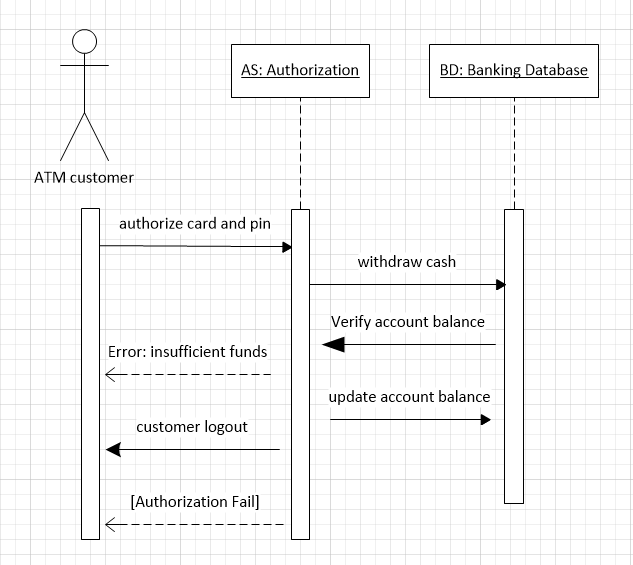 AS: Authorization
BD: Banking Database
ATM customer
authorize card and pin
withdraw cash
Verify account balance
Error: insufficient funds
update account balance
customer logout
[Authorization Fail]